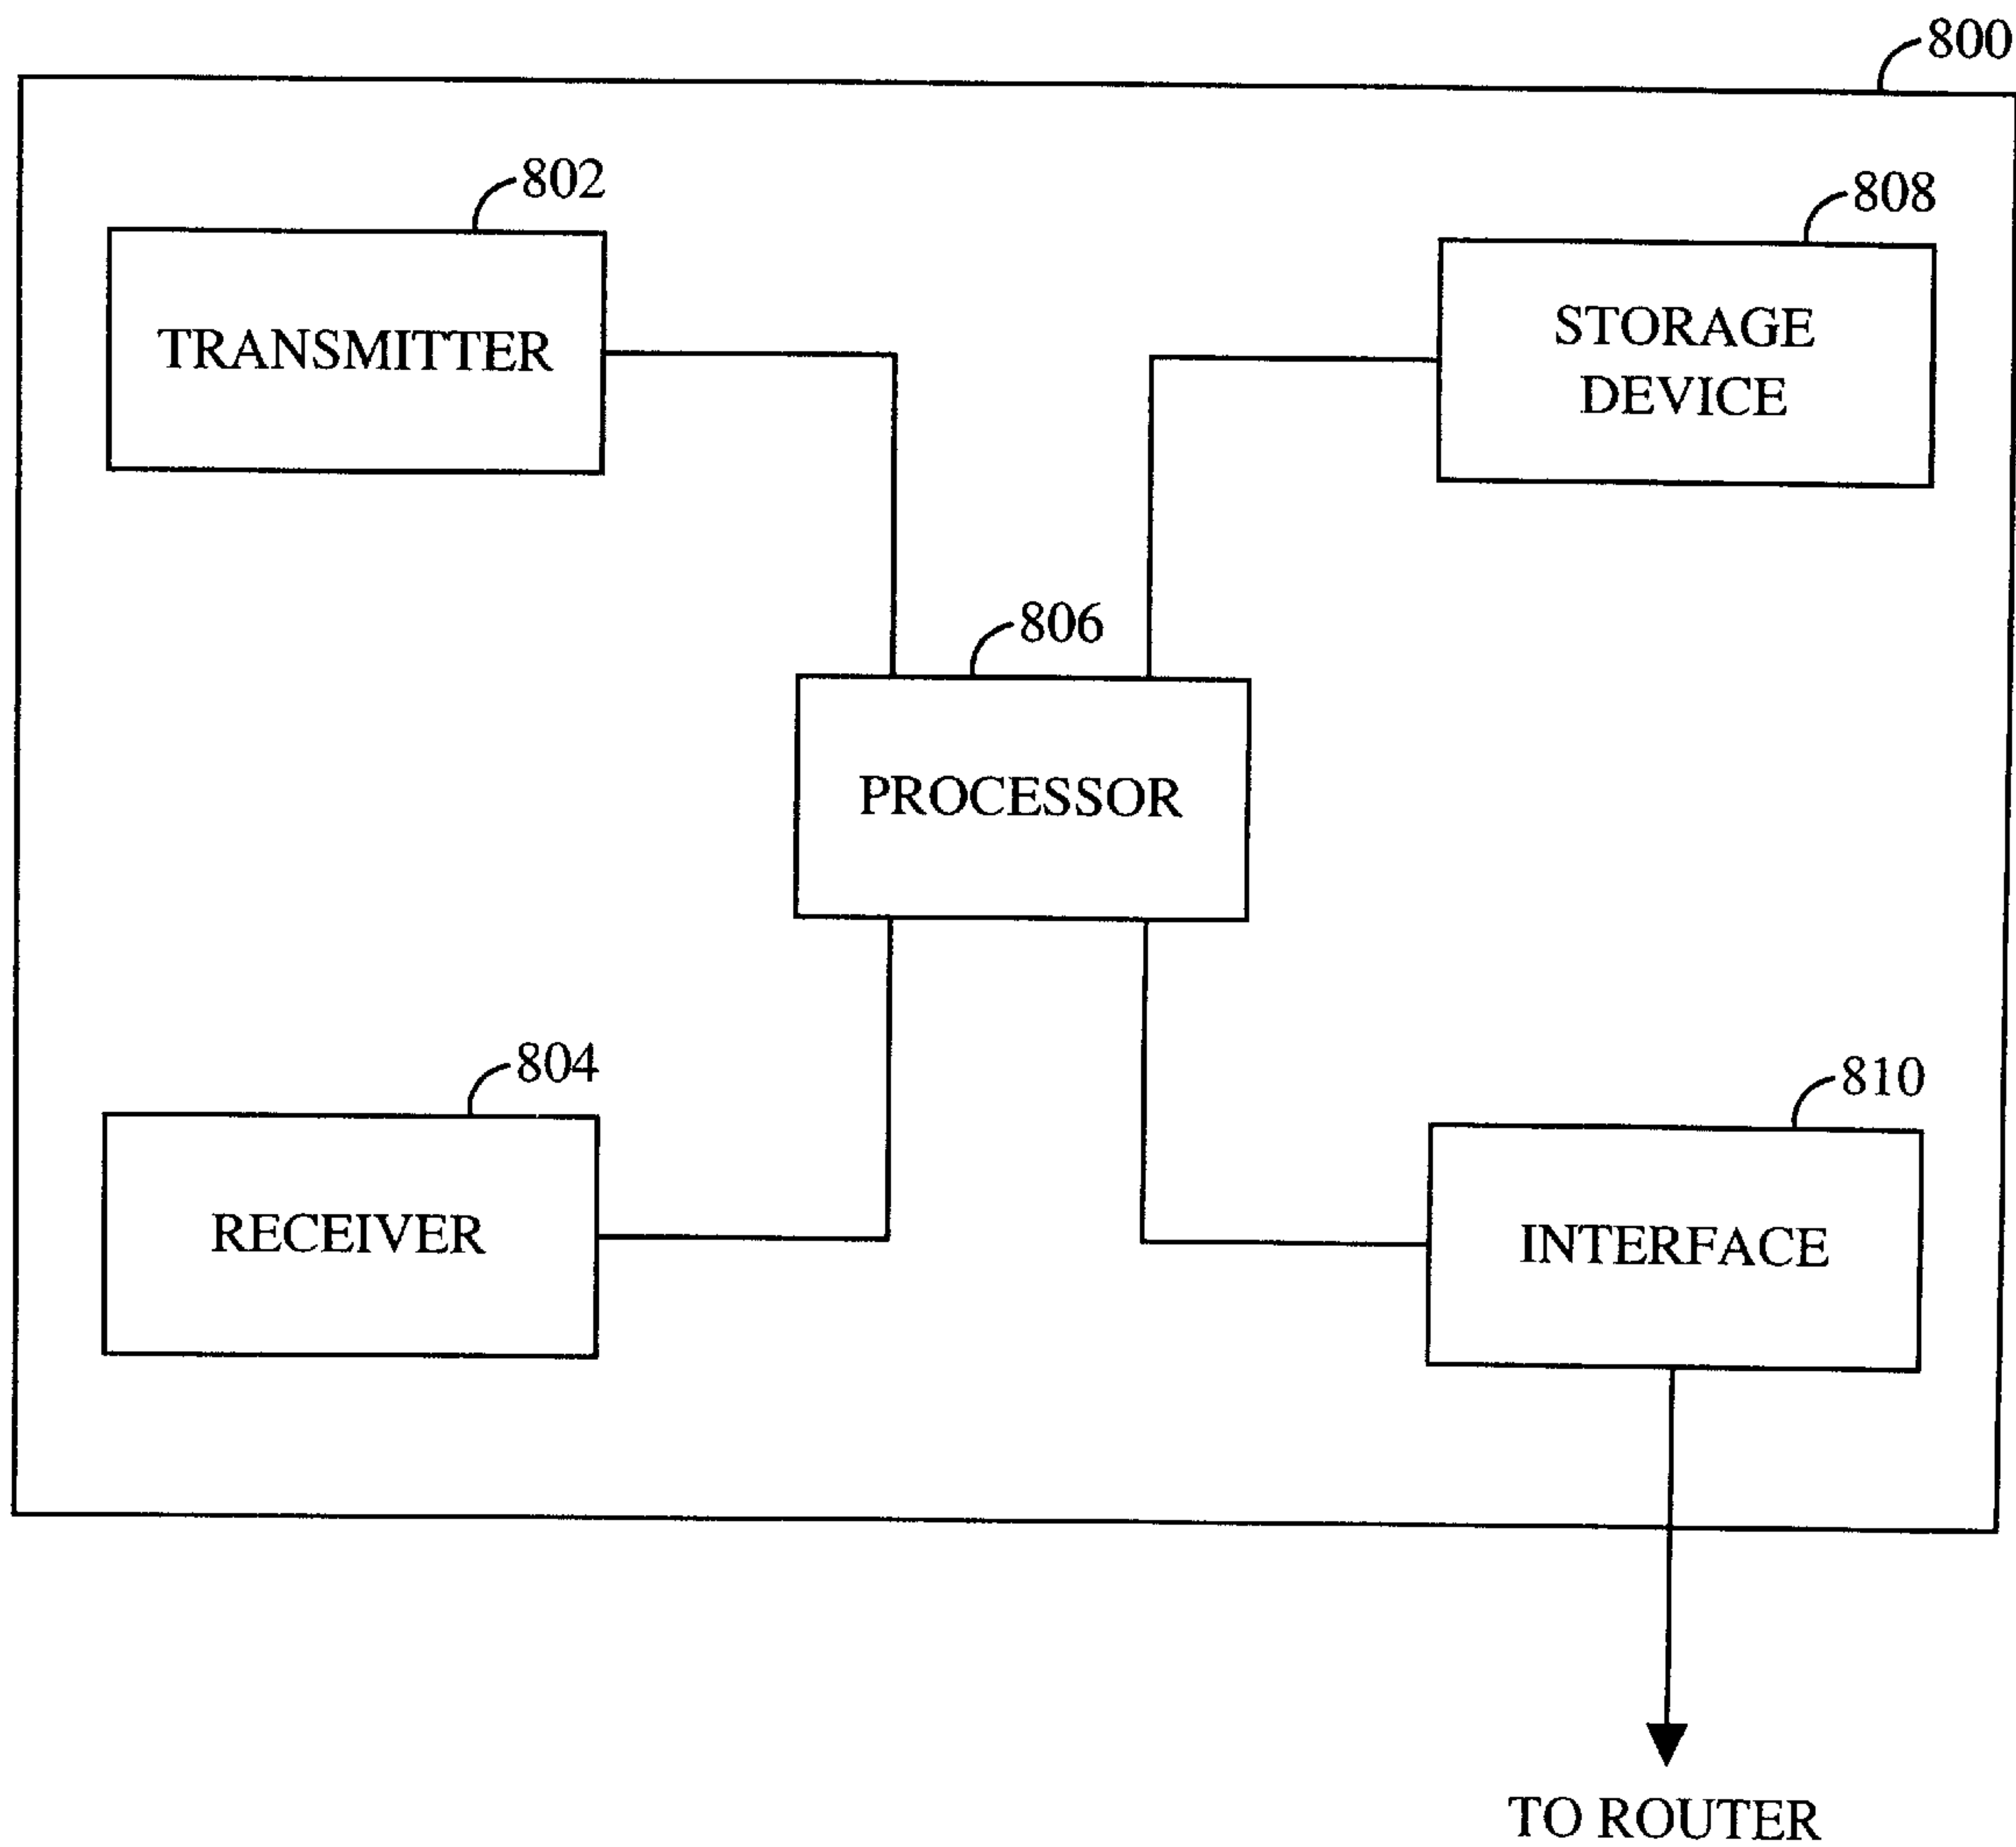 800
802
808
TRANSMITTER
STORAGE
DEVICE
806
PROCESSOR
804
810
RECEIVER
INTERFACE
TO ROUTER